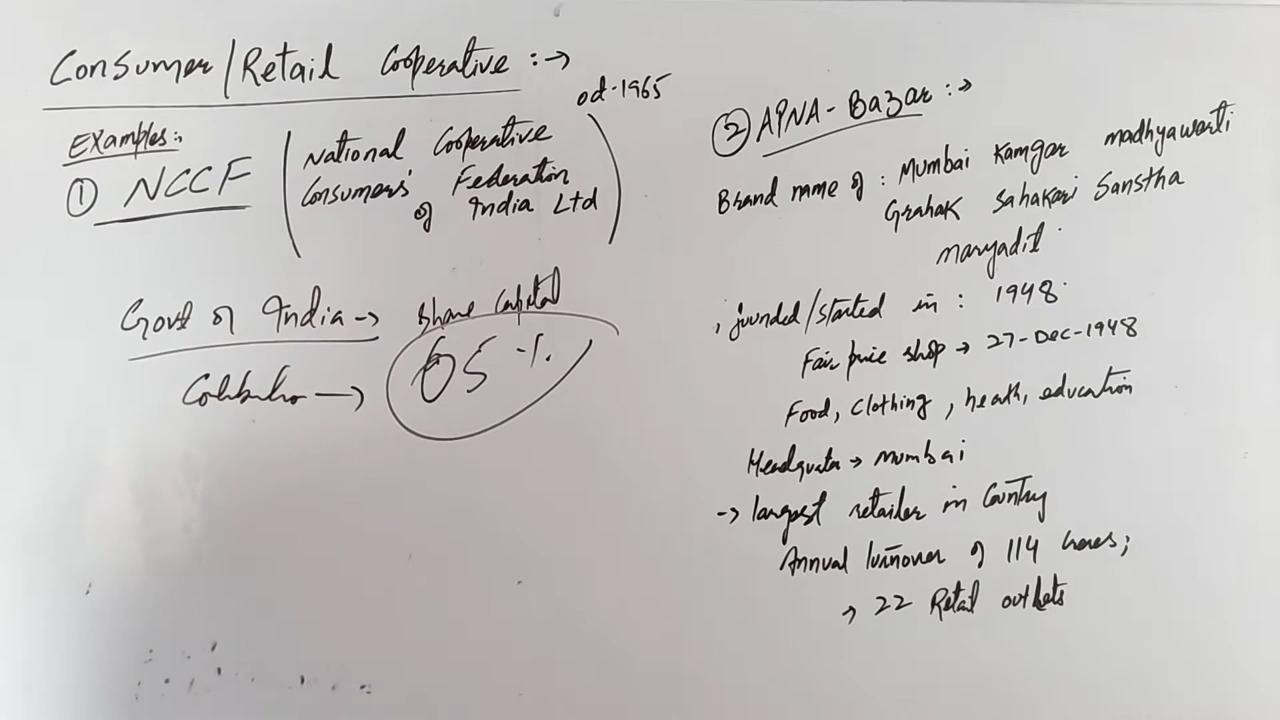 Consumer/Retail Cooperative :→
Examples:-
① NCCF
(National Cooperative
Consumers' Federation
of India Ltd)
oct-1965
Govt of India → Share Capital
→ 05 %.
② APNA-Bazar :→
Brand name of : Mumbai Kamgar madhyawarti
Grahak Sahakari Sanstha
maryadit
founded/started in : 1948
Fair price shop → 27-Dec-1948
Food, Clothing, heath, education
Headquater → mumbai
→ largest retailer in Country
Annual turnover of 114 crores;
→ 22 Retail outlets